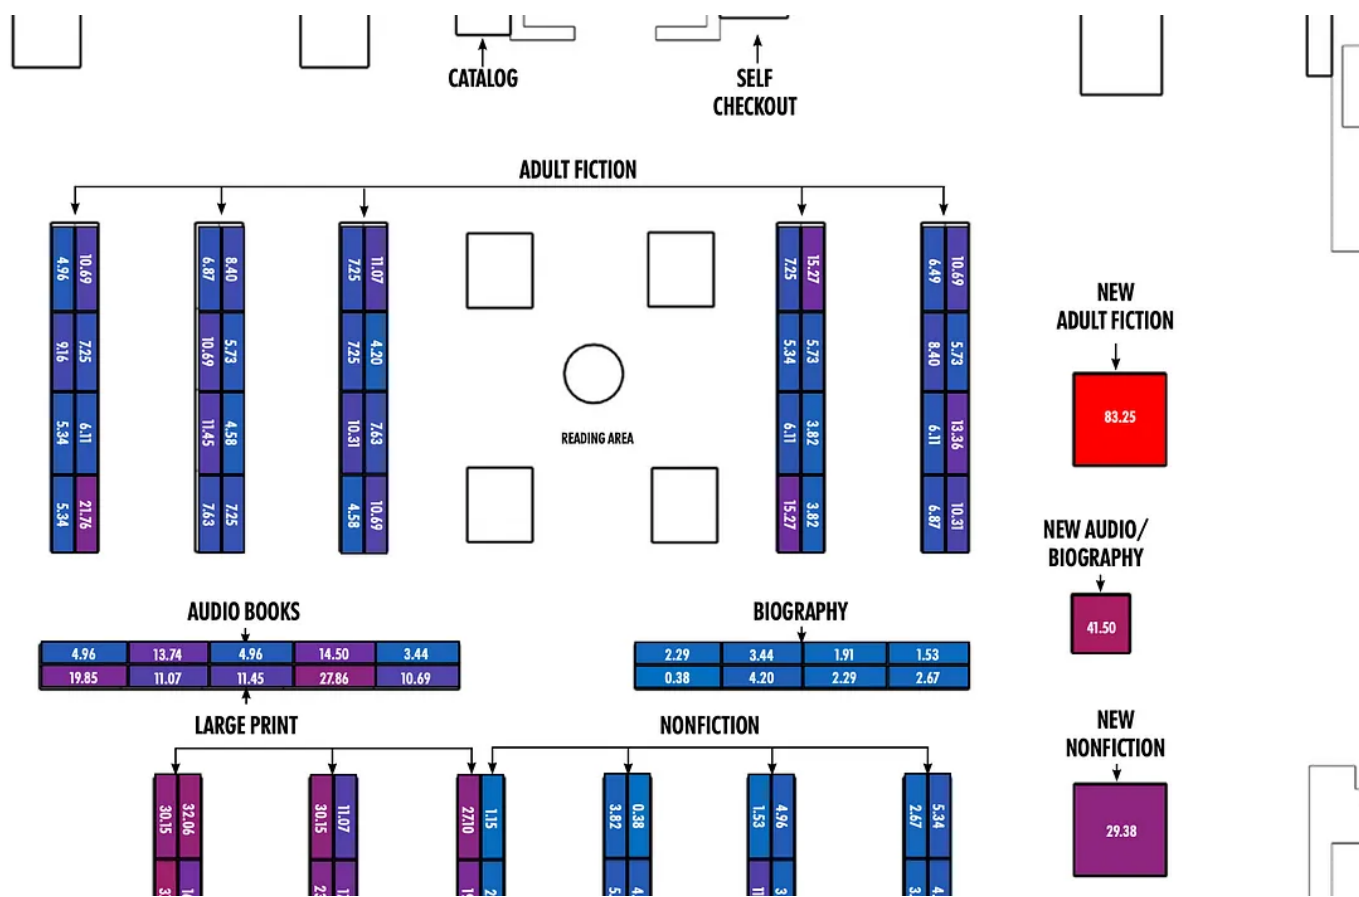 CATALOG
SELF
CHECKOUT
ADULT FICTION
4.96 10.69
9.16 7.25
5.34 6.11
5.34 21.76
6.87 8.40
10.69 5.73
11.45 4.58
7.63 7.25
7.25 11.07
7.25 4.20
10.31 7.63
4.58 10.69
READING AREA
7.25 15.27
5.34 5.73
6.11 3.82
15.27 3.82
6.49 10.69
8.40 5.73
6.11 13.36
6.87 10.31
NEW
ADULT FICTION
83.25
NEW AUDIO/
BIOGRAPHY
41.50
AUDIO BOOKS
4.96 13.74 4.96 14.50 3.44
19.85 11.07 11.45 27.86 10.69
LARGE PRINT
BIOGRAPHY
2.29 3.44 1.91 1.53
0.38 4.20 2.29 2.67
NONFICTION
NEW
NONFICTION
29.38
30.15 32.06
30.15 11.07
27.10 1.15
3.82 0.38
1.53 4.96
2.67 5.34